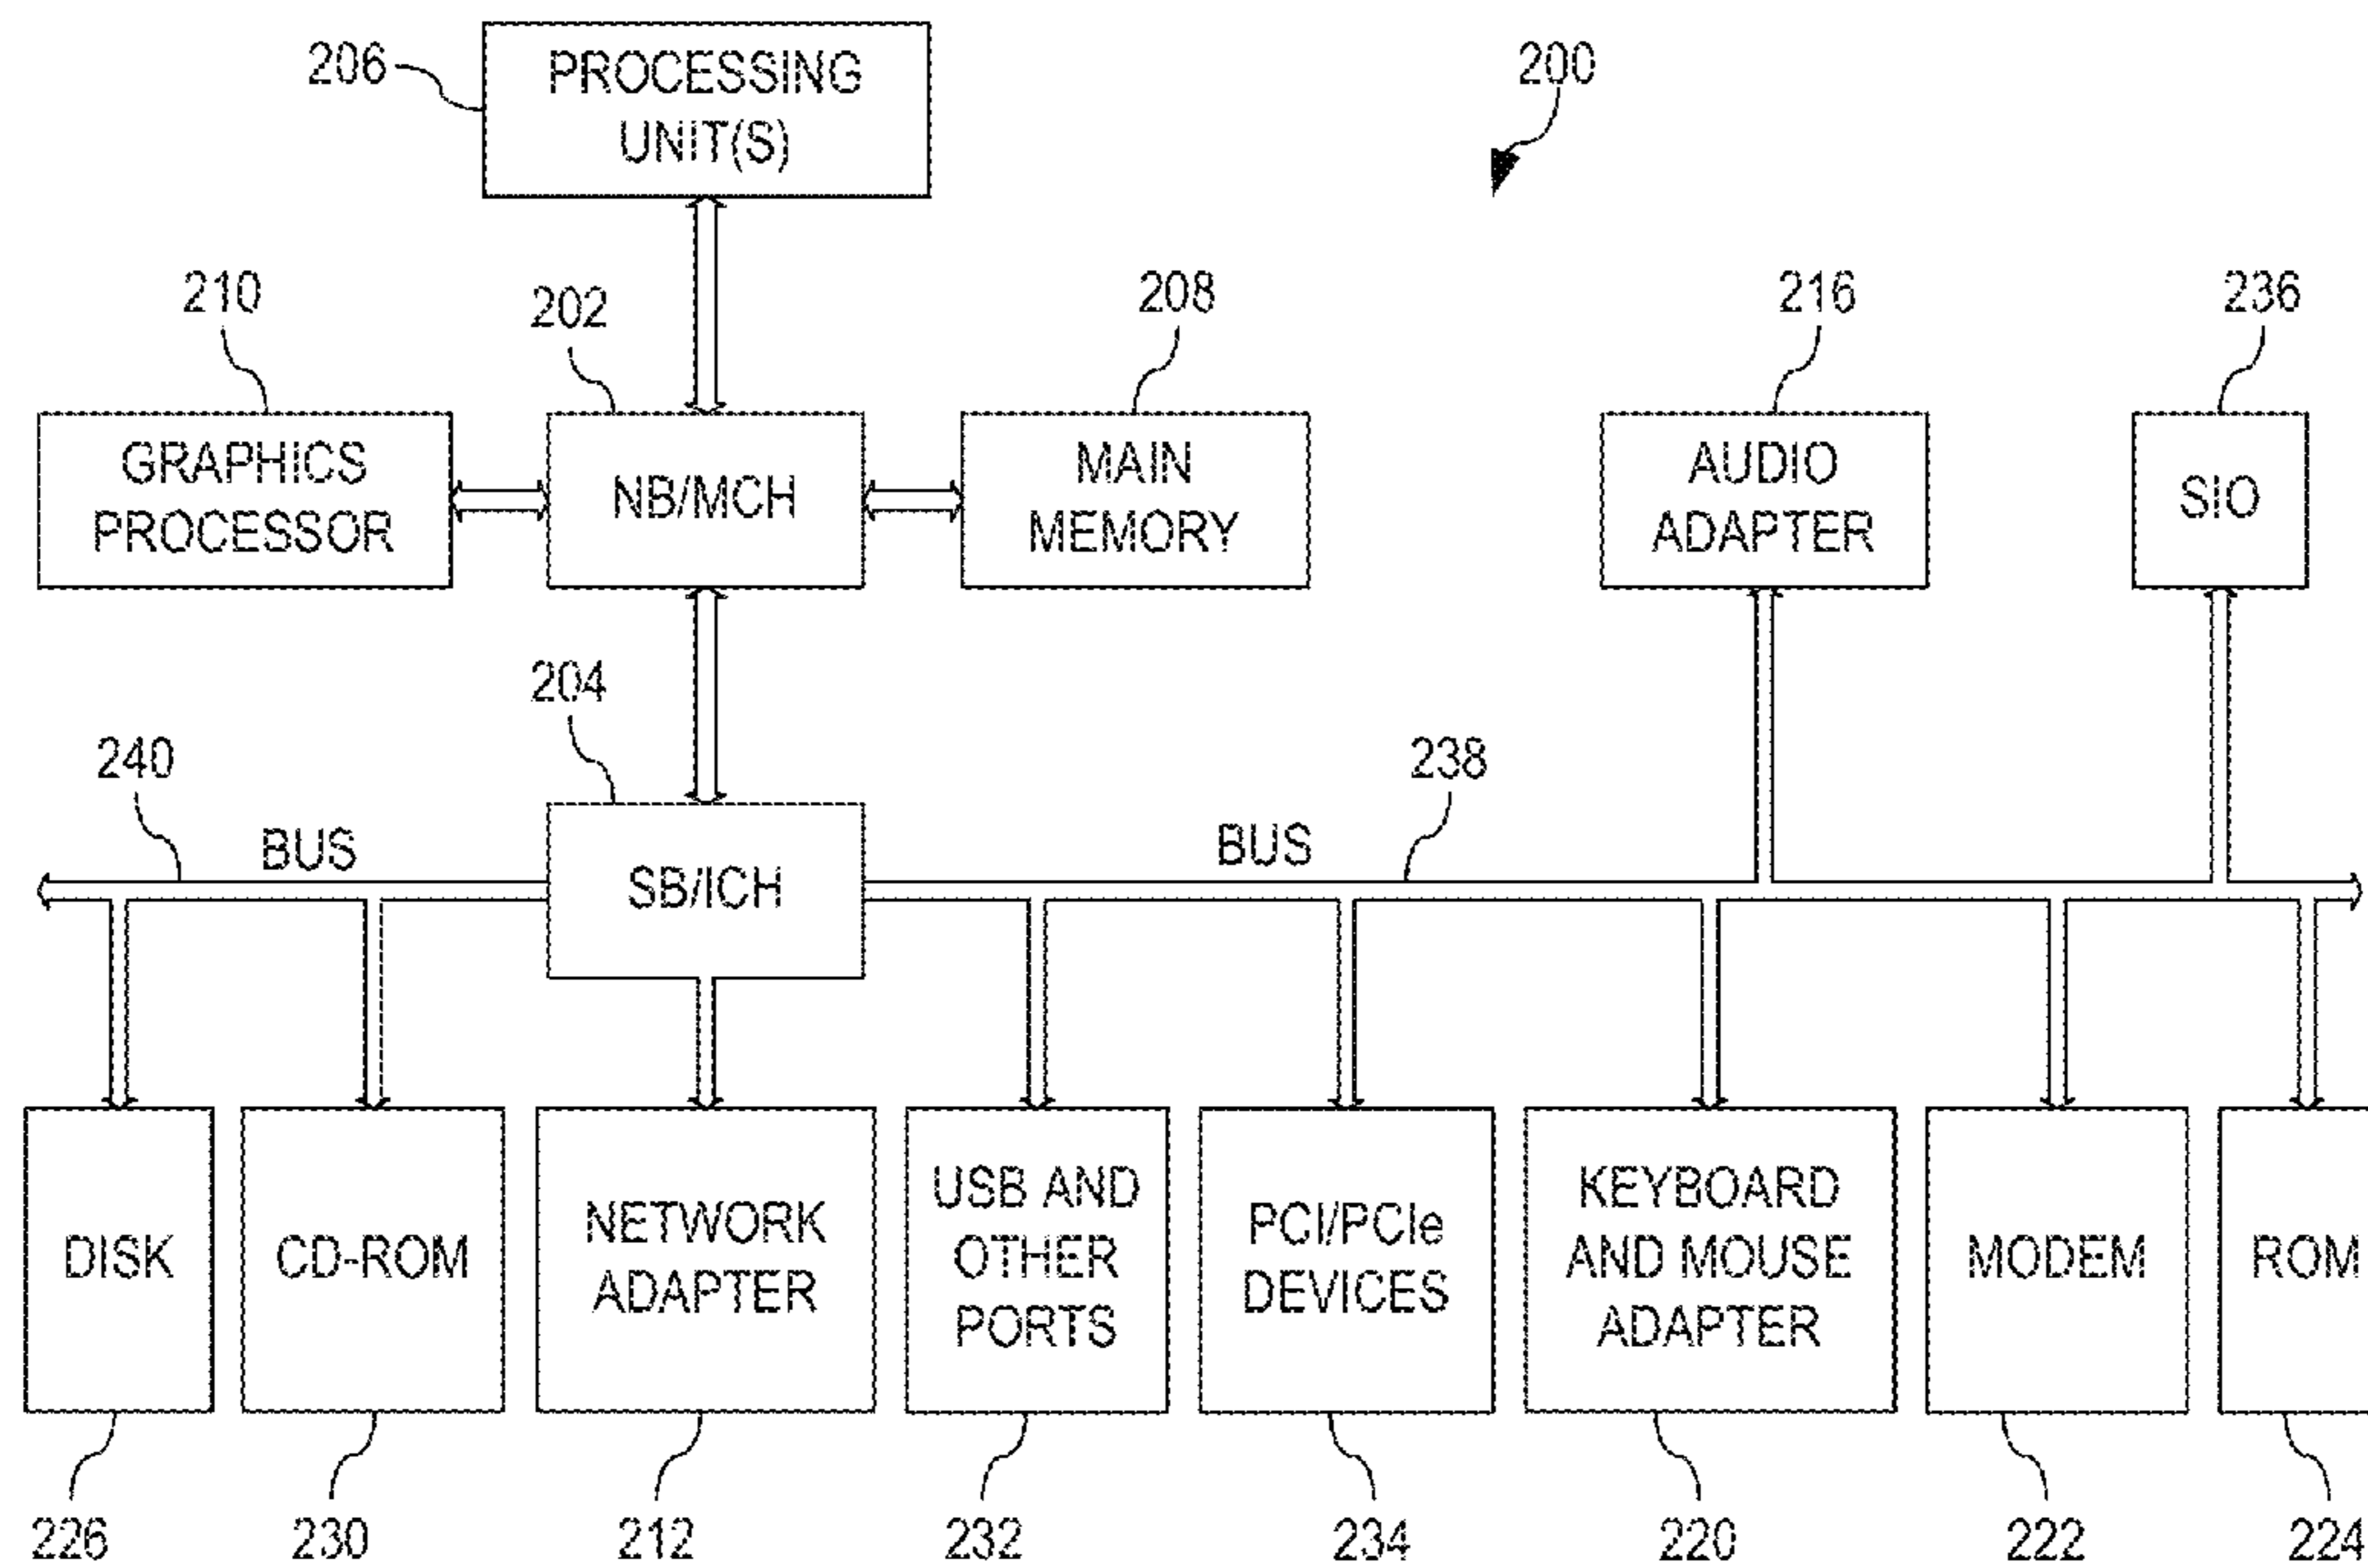 206
PROCESSING
UNIT(S)
200
210
202
208
216
236
GRAPHICS
PROCESSOR
NB/MCH
MAIN
MEMORY
AUDIO
ADAPTER
SIO
204
240
238
BUS
SB/ICH
BUS
DISK
CD-ROM
NETWORK
ADAPTER
USB AND
OTHER
PORTS
PCI/PCIe
DEVICES
KEYBOARD
AND MOUSE
ADAPTER
MODEM
ROM
226
230
212
232
234
220
222
224